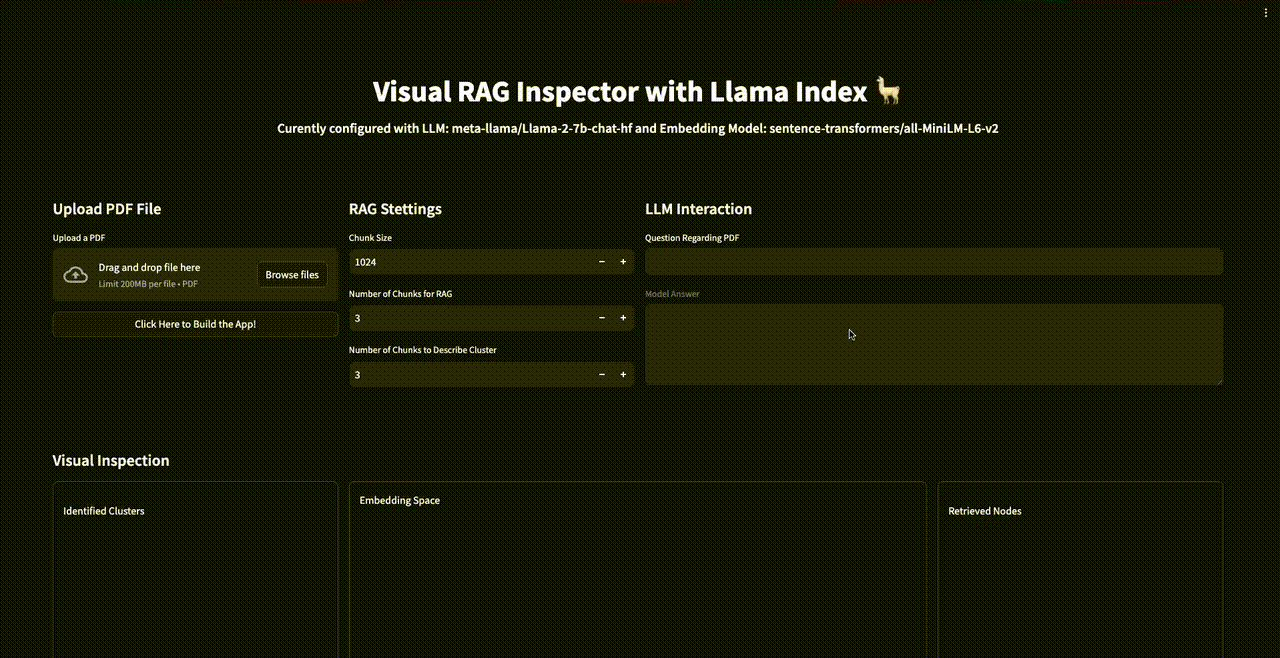 Visual RAG Inspector with Llama Index 🦙
Curently configured with LLM: meta-llama/Llama-2-7b-chat-hf and Embedding Model: sentence-transformers/all-MiniLM-L6-v2
Upload PDF File
Upload a PDF
Drag and drop file here
Limit 200MB per file • PDF
Browse files
Click Here to Build the App!
RAG Stettings
Chunk Size
1024
Number of Chunks for RAG
3
Number of Chunks to Describe Cluster
3
LLM Interaction
Question Regarding PDF
Model Answer
Visual Inspection
Identified Clusters
Embedding Space
Retrieved Nodes